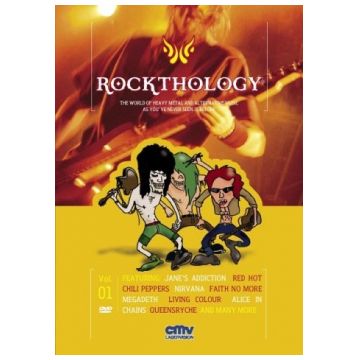 ROCKTHOLOGY
THE WORLD OF HEAVY METAL AND ALTERNATIVE MUSIC
AS YOU'VE NEVER SEEN IT BEFORE
Vol. 01
FEATURING: JANE'S ADDICTION RED HOT
CHILI PEPPERS NIRVANA FAITH NO MORE
MEGADETH LIVING COLOUR ALICE IN
CHAINS QUEENSRYCHE AND MANY MORE
DVD
cmv
LASERVISION